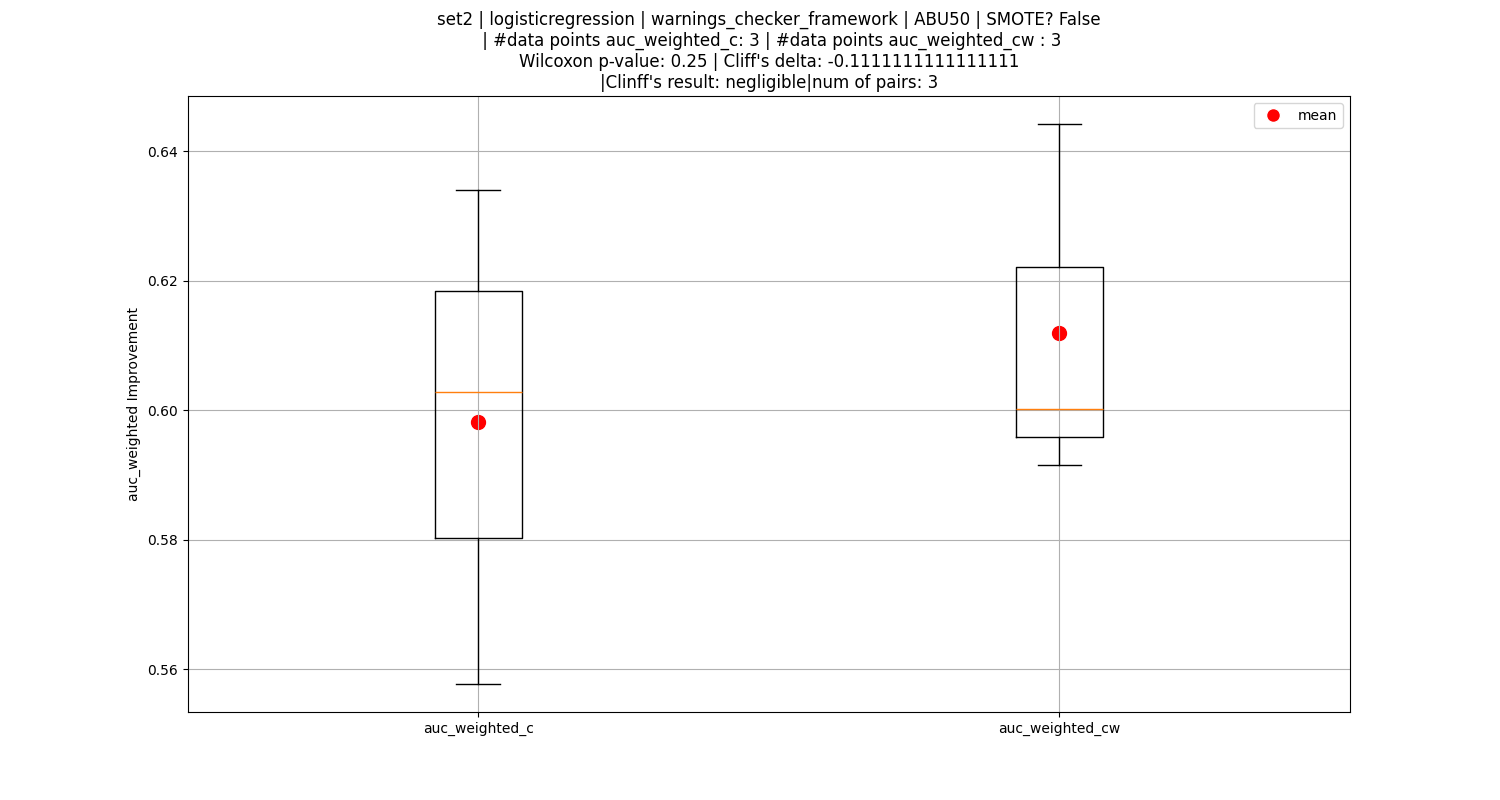 set2 | logisticregression | warnings_checker_framework | ABU50 | SMOTE? False
| #data points auc_weighted_c: 3 | #data points auc_weighted_cw : 3
Wilcoxon p-value: 0.25 | Cliff's delta: -0.1111111111111111
|Clinff's result: negligible|num of pairs: 3
mean
0.64
0.62
0.60
0.58
0.56
auc_weighted Improvement
auc_weighted_c
auc_weighted_cw